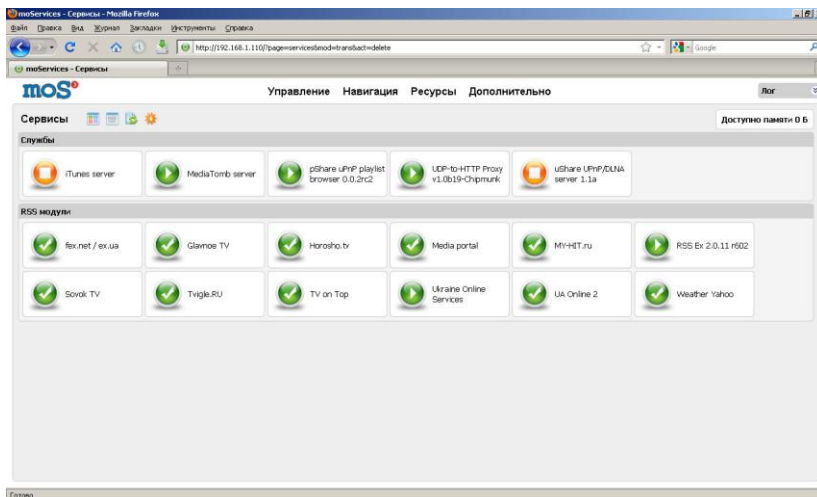 moServices - Сервисы - Mozilla Firefox
Файл Правка Вид Журнал Закладки Инструменты Справка
http://192.168.1.110/?page=services&mod=trans&act=delete
Google
moServices - Сервисы
moS
Управление Навигация Ресурсы Дополнительно
Лог
Сервисы
Доступно памяти 0 Б
Службы
iTunes server
MediaTomb server
pShare uPnP playlist
browser 0.0.2rc2
UDP-to-HTTP Proxy
v1.0b19-Chipmunk
uShare UPnP/DLNA
server 1.1a
RSS модули
fex.net / ex.ua
Glavnoe TV
Horosho.tv
Media portal
MY-HIT.ru
RSS Ex 2.0.11 r602
Sovok TV
Tvigle.RU
TV on Top
Ukraine Online
Services
UA Online 2
Weather Yahoo
Готово